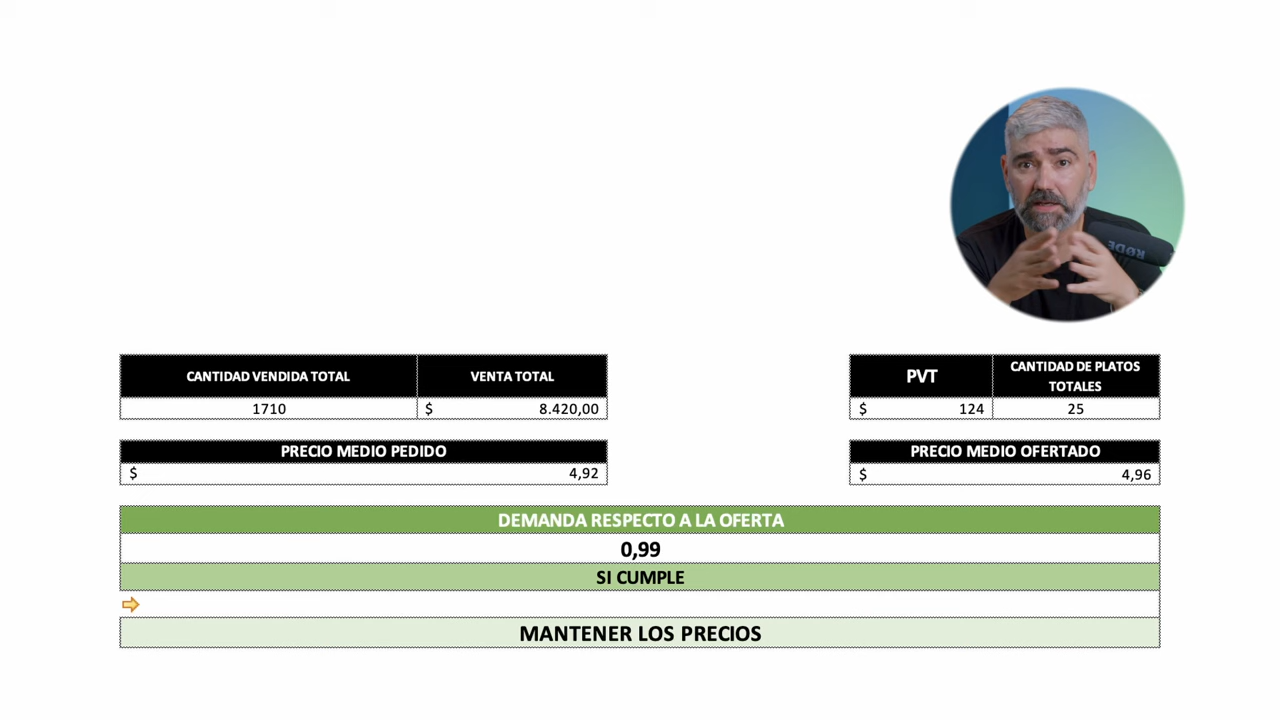 RØDE
CANTIDAD VENDIDA TOTAL
VENTA TOTAL
1710
$ 8.420,00
PVT
CANTIDAD DE PLATOS
TOTALES
$ 124
25
PRECIO MEDIO PEDIDO
$ 4,92
PRECIO MEDIO OFERTADO
$ 4,96
DEMANDA RESPECTO A LA OFERTA
0,99
SI CUMPLE
MANTENER LOS PRECIOS